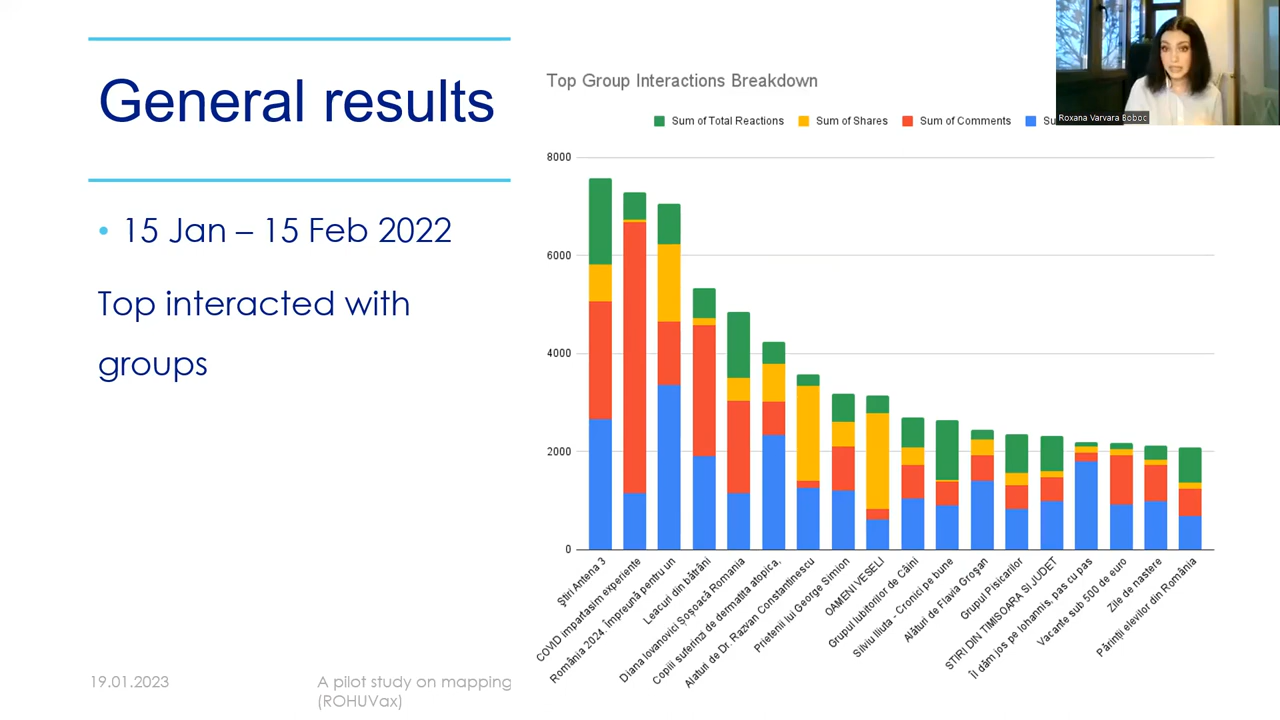 General results
• 15 Jan – 15 Feb 2022
Top interacted with
groups
Top Group Interactions Breakdown
Sum of Total Reactions
Sum of Shares
Sum of Comments
8000
6000
4000
2000
0
Știri Antena 3
COVID impartasim experiente
România 2024. Împreună pentru un
Leacuri din bătrâni
Diana Iovanovici Șoșoacă Romania
Copiii suferinzi de dermatita atopica,
Alaturi de Dr. Razvan Constantinescu
Prietenii lui George Simion
OAMENI VESELI
Grupul Iubitorilor de Câini
Silviu Iliuta - Cronici pe bune
Alături de Flavia Groșan
Grupul Pisicarilor
STIRI DIN TIMISOARA SI JUDET
Îl dăm jos pe Iohannis, pas cu pas
Vacante sub 500 de euro
Zile de nastere
Părinții elevilor din România
19.01.2023
A pilot study on mapping
(ROHUVax)
Roxana Varvara Boboc